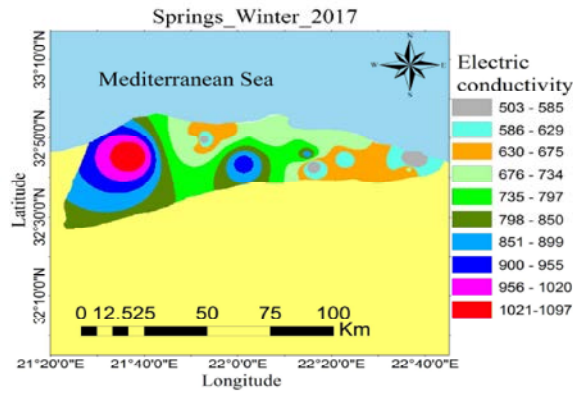 Springs_Winter_2017
33°10'0"N
32°50'0"N
32°30'0"N
32°10'0"N
Latitude
Mediterranean Sea
N
W E
S
Electric
conductivity
503 - 585
586 - 629
630 - 675
676 - 734
735 - 797
798 - 850
851 - 899
900 - 955
956 - 1020
1021-1097
0 12.525 50 75 100
Km
21°20'0"E 21°40'0"E 22°0'0"E 22°20'0"E 22°40'0"E
Longitude